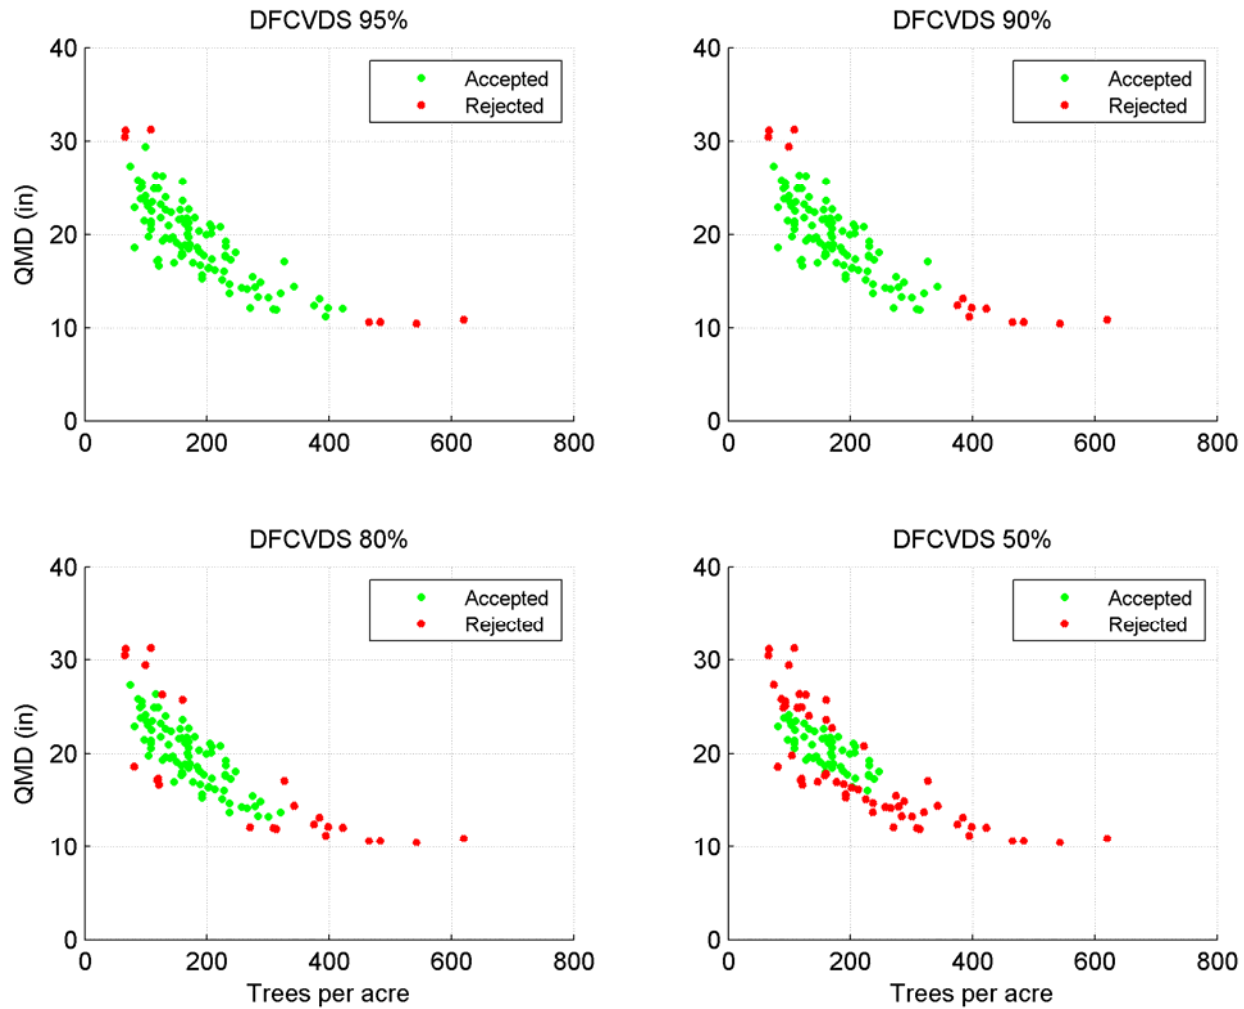 DFCVDS 95%
40
30
20
10
0
QMD (in)
Accepted
Rejected
0 200 400 600 800
DFCVDS 90%
40
30
20
10
0
Accepted
Rejected
0 200 400 600 800
DFCVDS 80%
40
30
20
10
0
QMD (in)
Accepted
Rejected
0 200 400 600 800
Trees per acre
DFCVDS 50%
40
30
20
10
0
Accepted
Rejected
0 200 400 600 800
Trees per acre